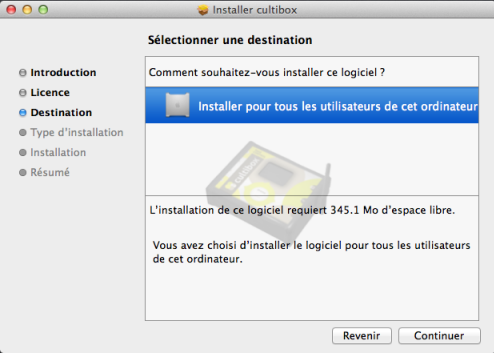 Installer cultibox
Sélectionner une destination
Introduction
Licence
Destination
Type d'installation
Installation
Résumé
Comment souhaitez-vous installer ce logiciel ?
Installer pour tous les utilisateurs de cet ordinateur
L'installation de ce logiciel requiert 345.1 Mo d'espace libre.
Vous avez choisi d'installer le logiciel pour tous les utilisateurs
de cet ordinateur.
Revenir
Continuer